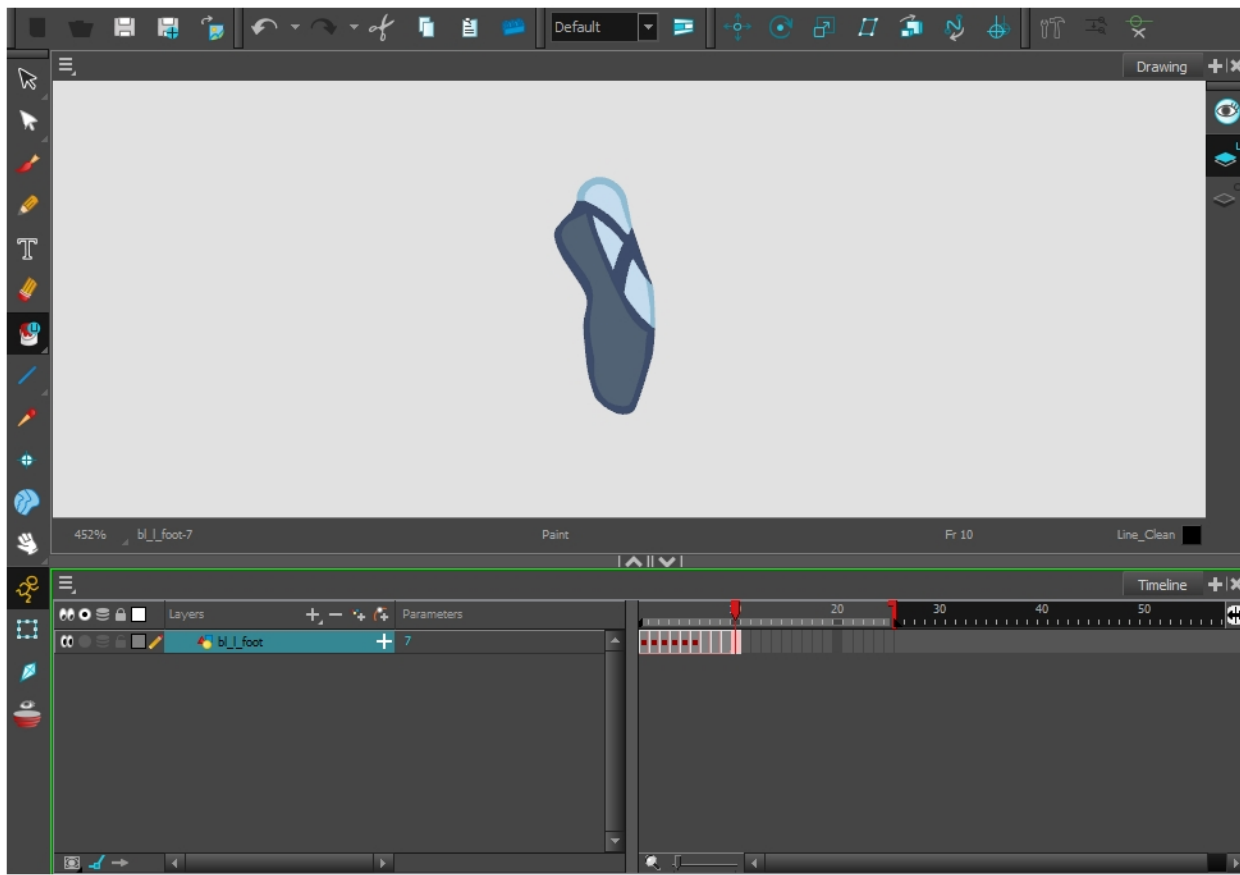 Default
Drawing
452%
bl_l_foot-7
Paint
Fr 10
Line_Clean
Timeline
Layers
Parameters
20
30
40
50
bl_l_foot
7